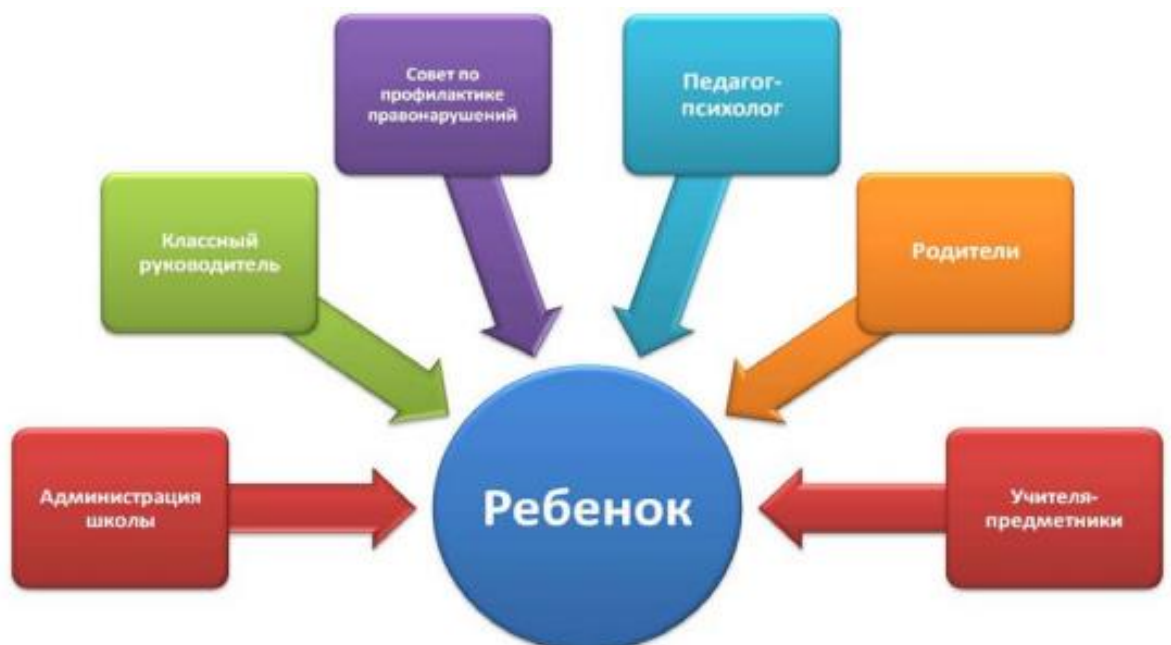 Совет по
профилактике
правонарушений
Педагог-
психолог
Классный
руководитель
Родители
Администрация
школы
Ребенок
Учителя-
предметники